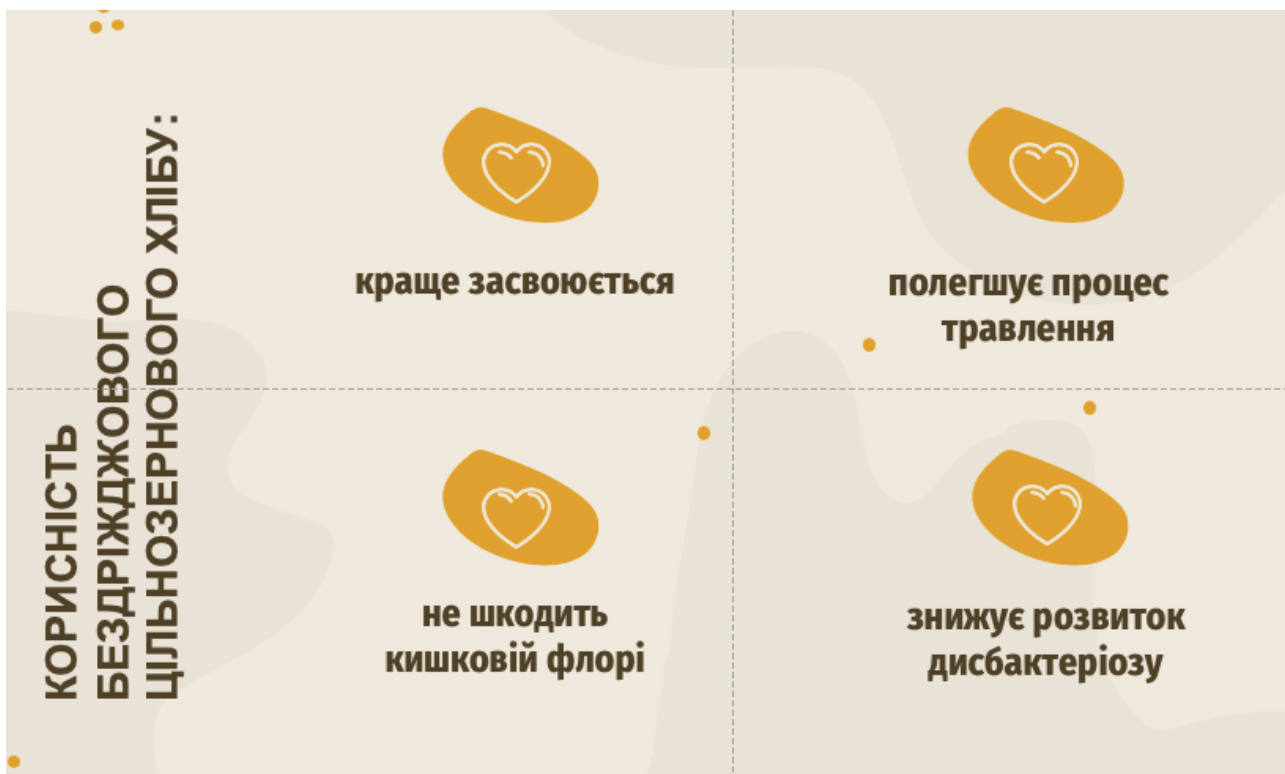 КОРИСНІСТЬ
БЕЗДРІЖДЖОВОГО
ЦІЛЬНОЗЕРНОВОГО ХЛІБУ:
краще засвоюється
полегшує процес
травлення
не шкодить
кишковій флорі
знижує розвиток
дисбактеріозу